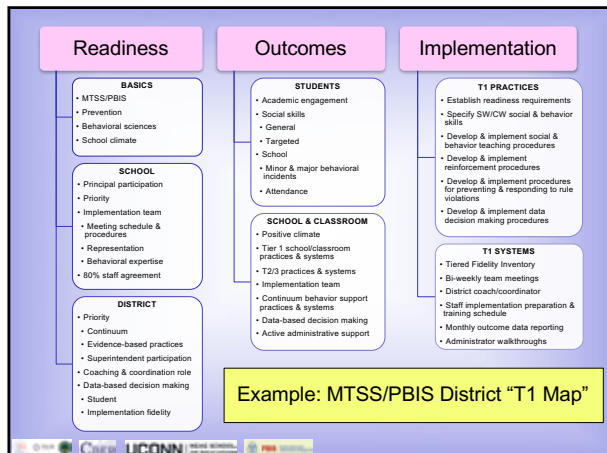 Readiness
BASICS
• MTSS/PBIS
• Prevention
• Behavioral sciences
• School climate
SCHOOL
• Principal participation
• Priority
• Implementation team
• Meeting schedule &
procedures
• Representation
• Behavioral expertise
• 80% staff agreement
DISTRICT
• Priority
• Continuum
• Evidence-based practices
• Superintendent participation
• Coaching & coordination role
• Data-based decision making
• Student
• Implementation fidelity
Outcomes
STUDENTS
• Academic engagement
• Social skills
• General
• Targeted
• School
• Minor & major behavioral
incidents
• Attendance
SCHOOL & CLASSROOM
• Positive climate
• Tier 1 school/classroom
practices & systems
• T2/3 practices & systems
• Implementation team
• Continuum behavior support
practices & systems
• Data-based decision making
• Active administrative support
Implementation
T1 PRACTICES
• Establish readiness requirements
• Specify SW/CW social & behavior
skills
• Develop & implement social &
behavior teaching procedures
• Develop & implement
reinforcement procedures
• Develop & implement procedures
for preventing & responding to rule
violations
• Develop & implement data
decision making procedures
T1 SYSTEMS
• Tiered Fidelity Inventory
• Bi-weekly team meetings
• District coach/coordinator
• Staff implementation preparation &
training schedule
• Monthly outcome data reporting
• Administrator walkthroughs
Example: MTSS/PBIS District “T1 Map”
UCONN
PBIS